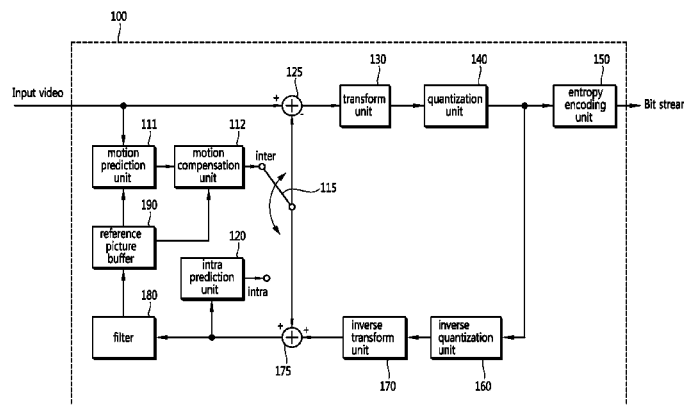 100
Input video
125
130
140
150
+
-
transform
unit
quantization
unit
entropy
encoding
unit
Bit stream
111
112
motion
prediction
unit
motion
compensation
unit
inter
115
190
reference
picture
buffer
120
intra
prediction
unit
intra
180
filter
+
+
175
inverse
transform
unit
170
inverse
quantization
unit
160